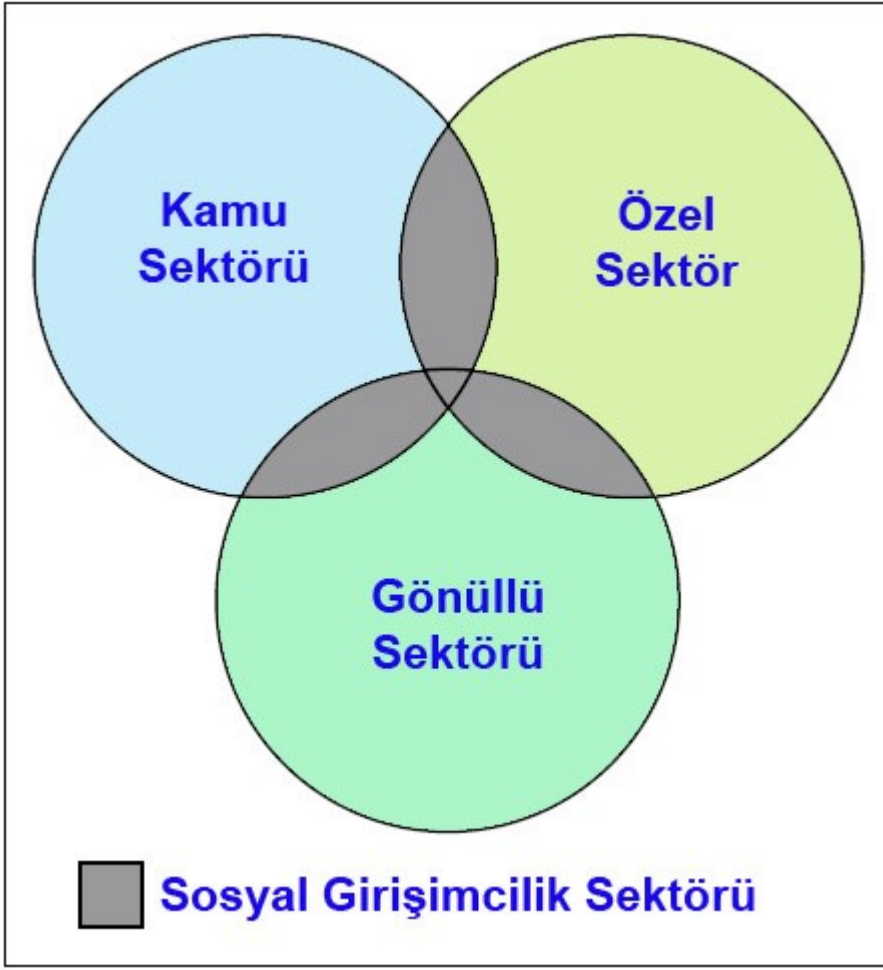 Kamu
Sektörü
Özel
Sektör
Gönüllü
Sektörü
Sosyal Girişimcilik Sektörü